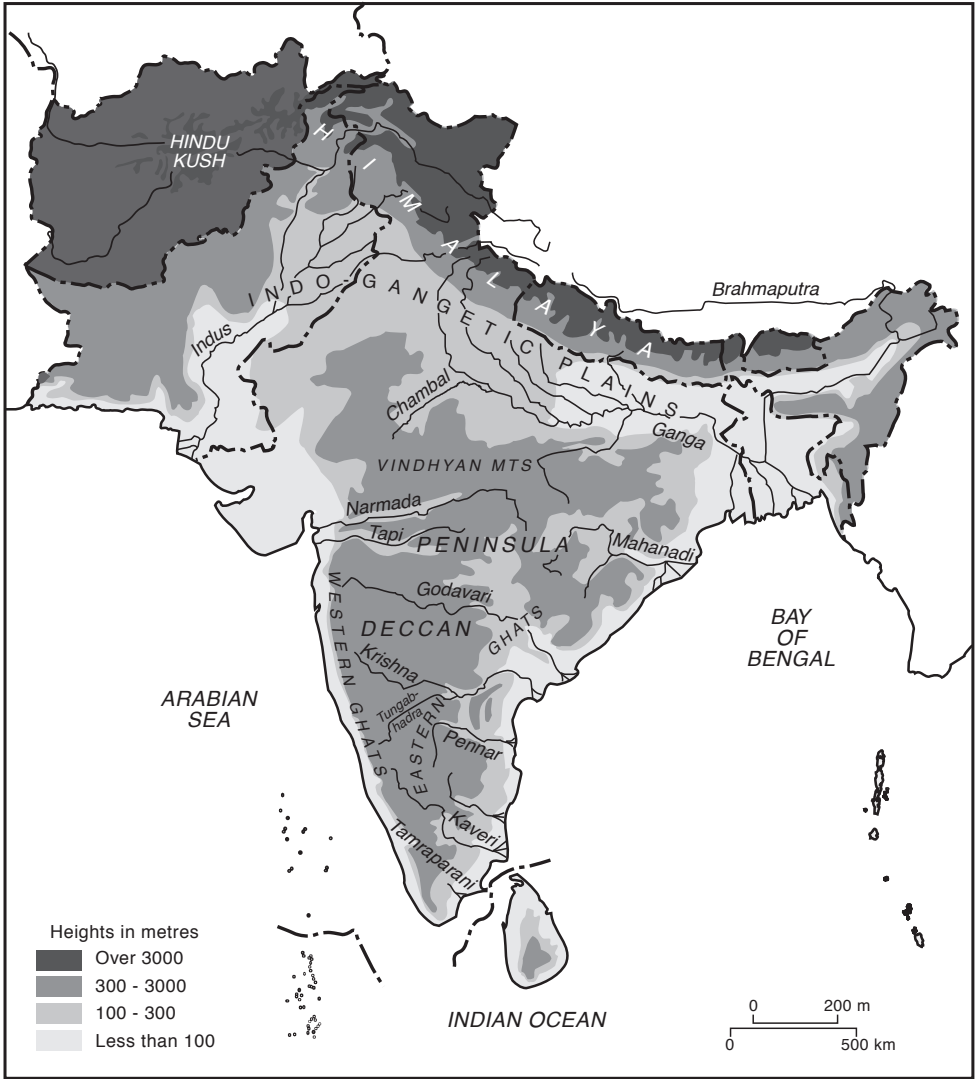 HINDU
KUSH
HIMALAYA
INDO-GANGETIC PLAINS
Brahmaputra
Indus
Chambal
Ganga
VINDHYAN MTS
Narmada
Tapi
PENINSULA
Mahanadi
Godavari
WESTERN GHATS
DECCAN
EASTERN GHATS
Krishna
Tungab-
hadra
Pennar
Kaveri
Tamraparani
ARABIAN
SEA
BAY
OF
BENGAL
INDIAN OCEAN
Heights in metres
Over 3000
300 - 3000
100 - 300
Less than 100
0 200 m
0 500 km